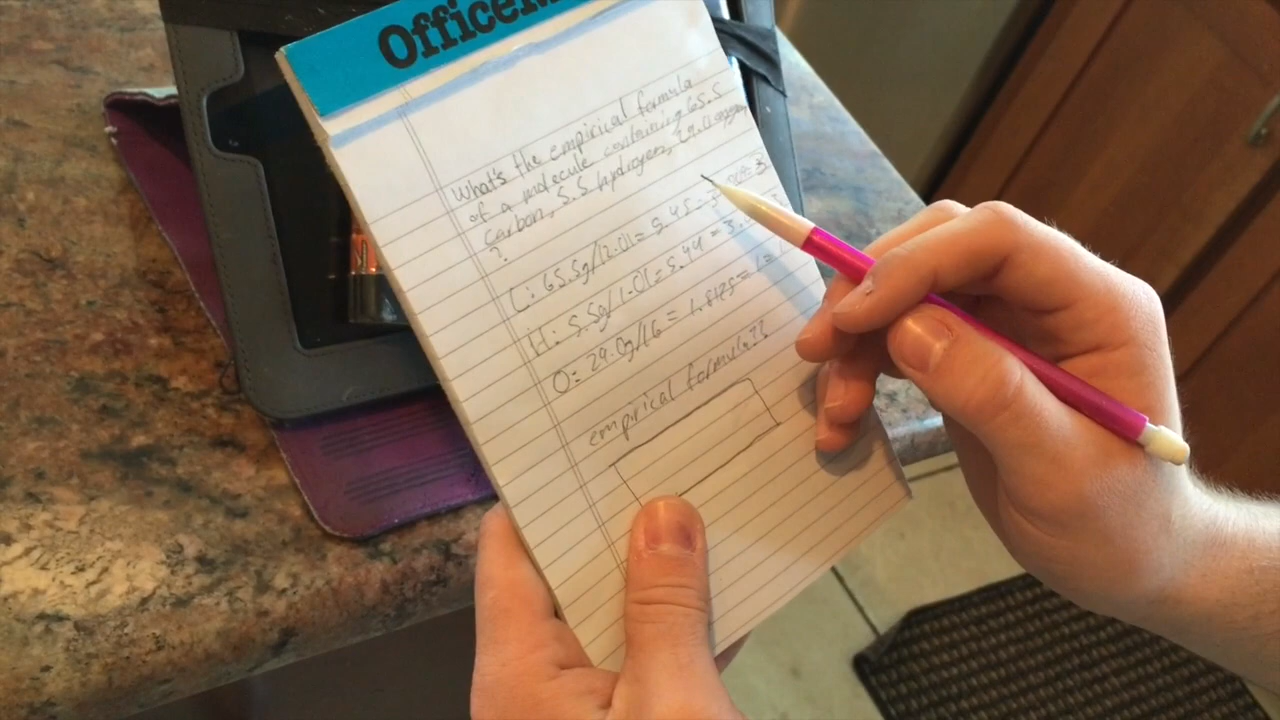 What's the empirical formula
of a molecule containing 65.5
carbon, 5.5 hydrogen, 29.0 oxygen
?
C: 65.5g/12.01= 5.45=
H: 5.5g/1.01= 5.44 =
O: 29.0g/16 = 1.8125= 1=
empirical formula??